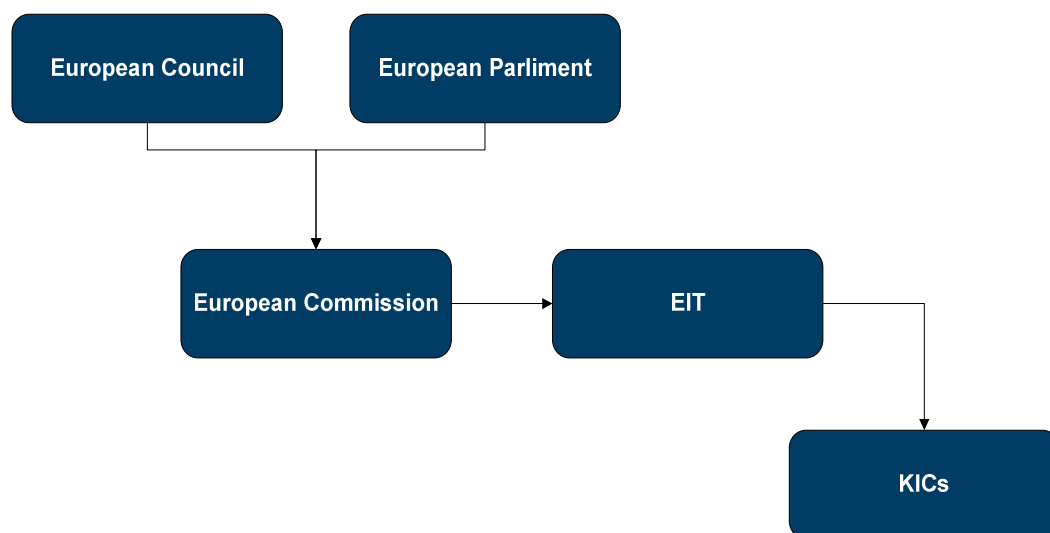 European Council
European Parliment
European Commission
EIT
KICs